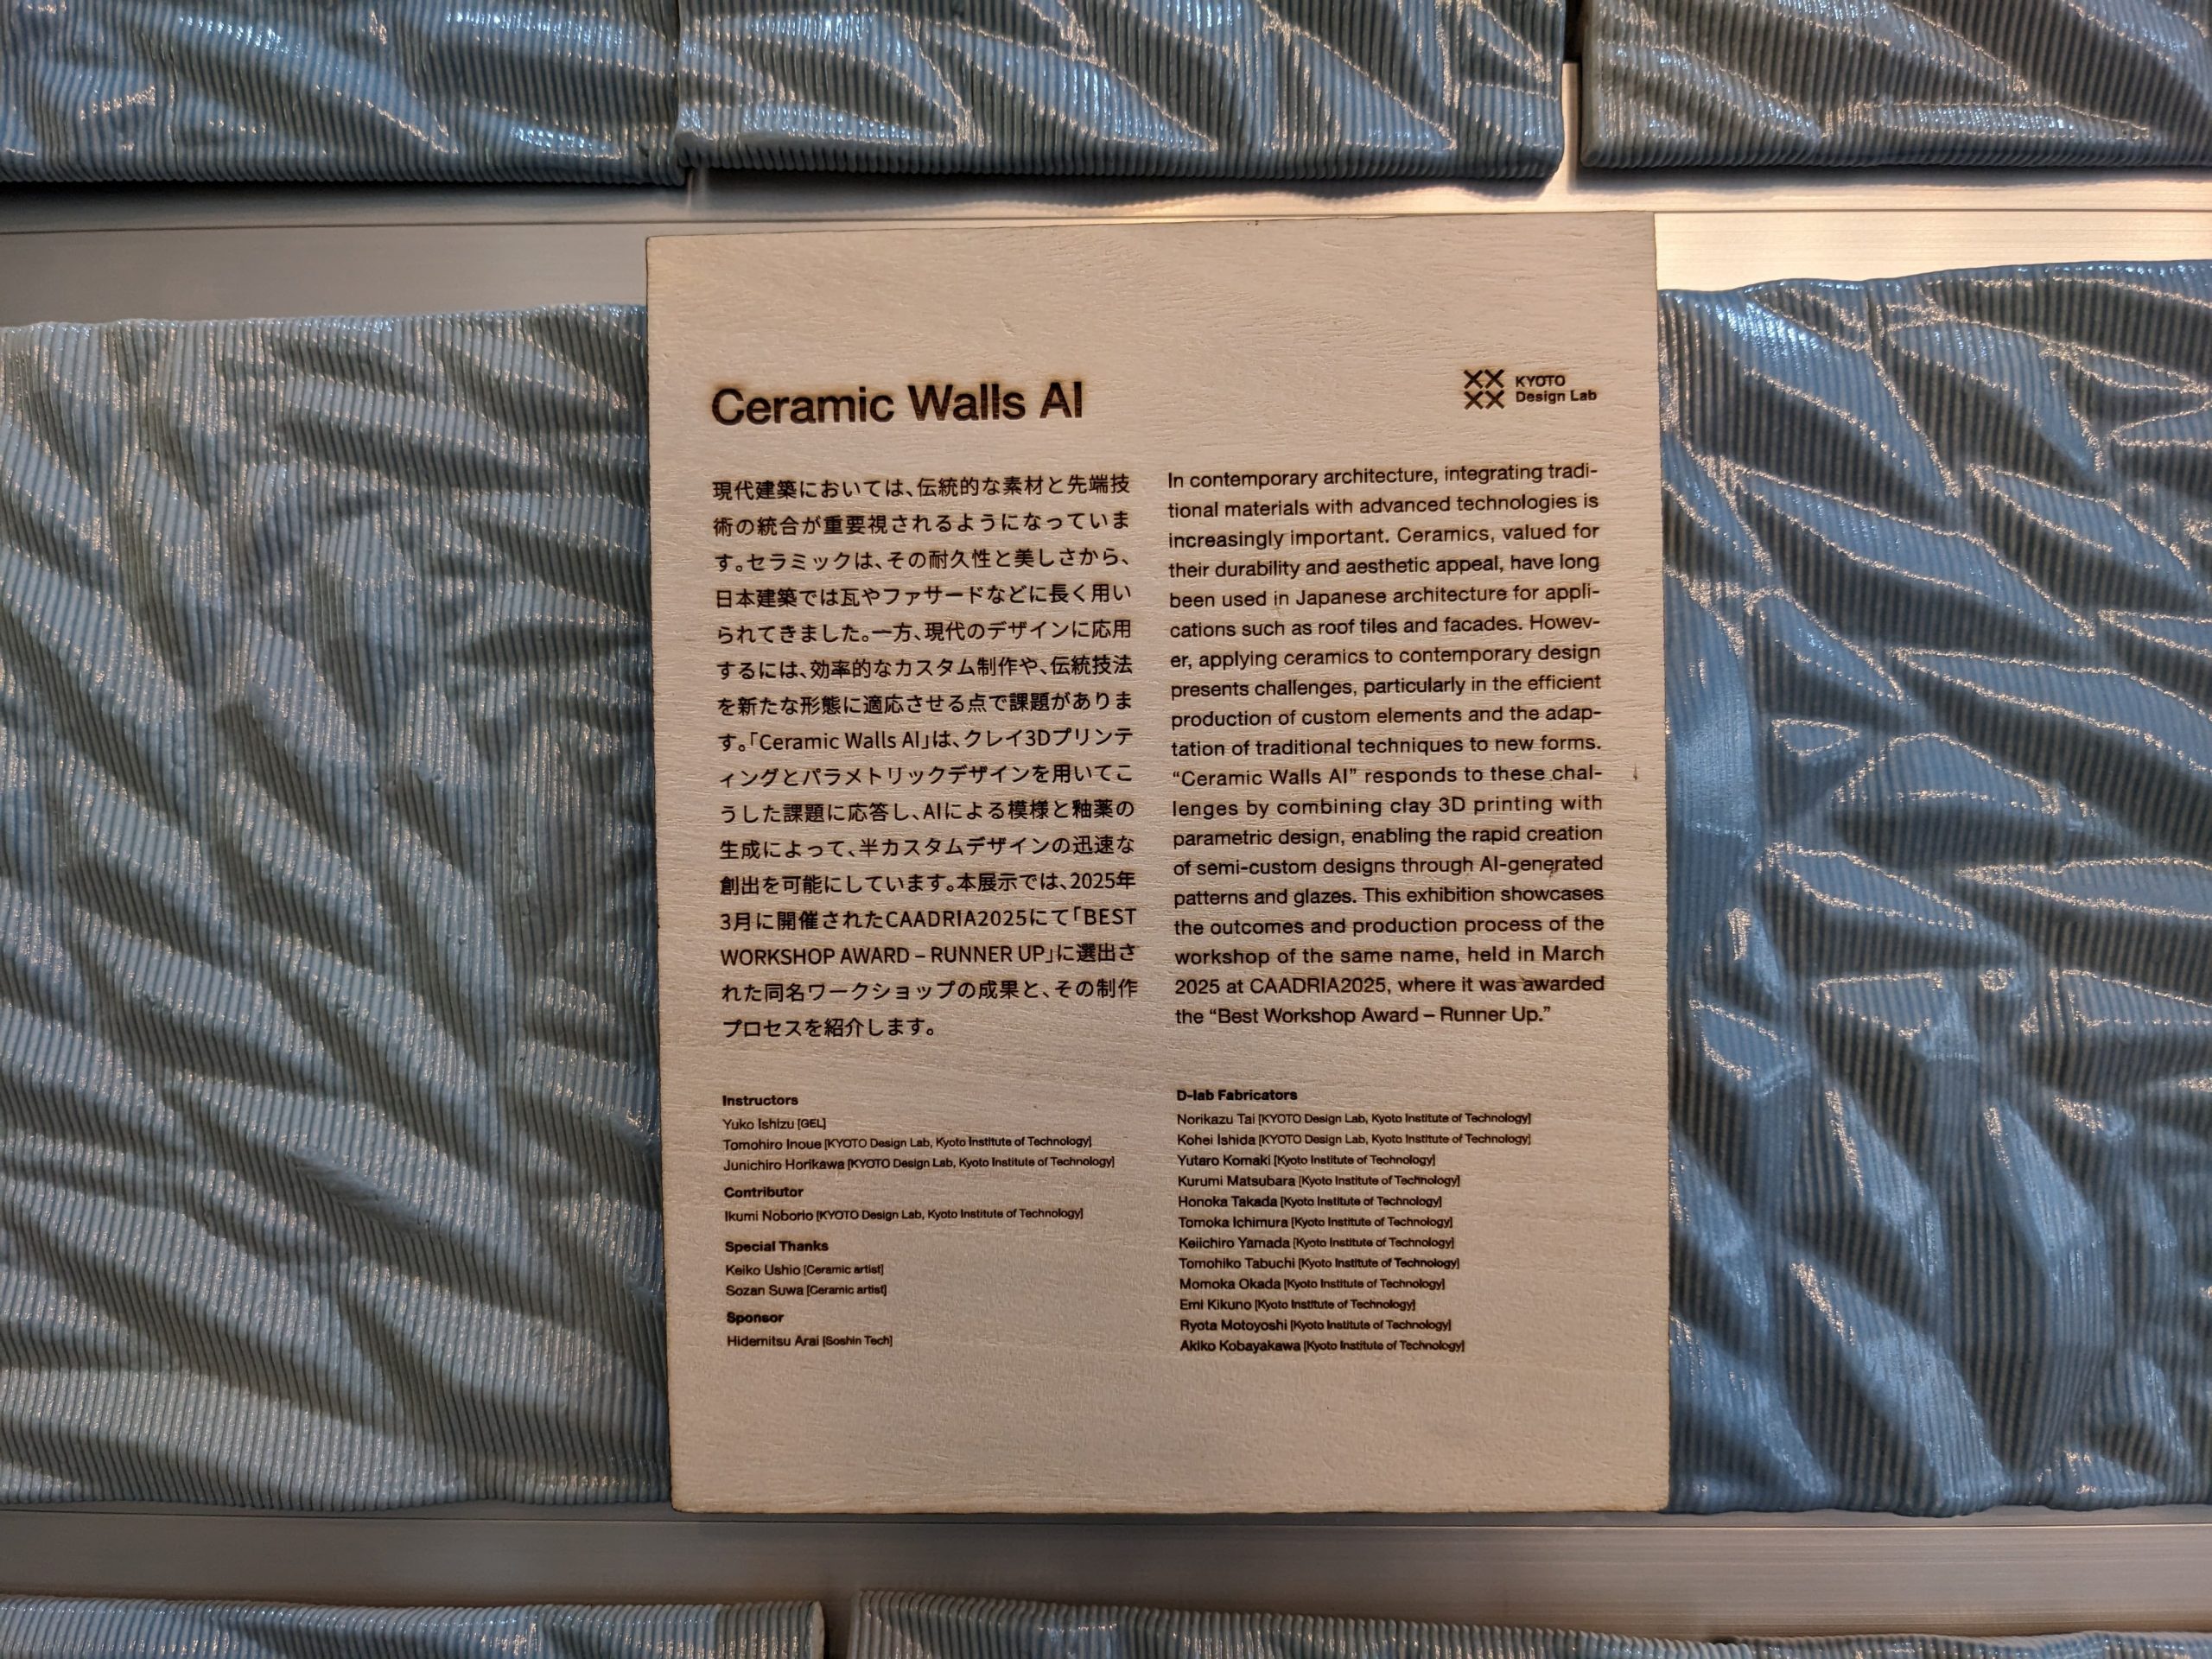 Ceramic Walls AI
KYOTO
Design Lab
現代建築においては、伝統的な素材と先端技
術の統合が重要視されるようになっていま
す。セラミックは、その耐久性と美しさから、
日本建築では瓦やファサードなどに長く用い
られてきました。一方、現代のデザインに応用
するには、効率的なカスタム制作や、伝統技法
を新たな形態に適応させる点で課題がありま
す。「Ceramic Walls AI」は、クレイ3Dプリンテ
ィングとパラメトリックデザインを用いてこ
うした課題に応答し、AIによる模様と釉薬の
生成によって、半カスタムデザインの迅速な
創出を可能にしています。本展示では、2025年
3月に開催されたCAADRIA2025にて「BEST
WORKSHOP AWARD – RUNNER UP」に選出さ
れた同名ワークショップの成果と、その制作
プロセスを紹介します。
In contemporary architecture, integrating tradi-
tional materials with advanced technologies is
increasingly important. Ceramics, valued for
their durability and aesthetic appeal, have long
been used in Japanese architecture for appli-
cations such as roof tiles and facades. Howev-
er, applying ceramics to contemporary design
presents challenges, particularly in the efficient
production of custom elements and the adap-
tation of traditional techniques to new forms.
“Ceramic Walls AI” responds to these chal-
lenges by combining clay 3D printing with
parametric design, enabling the rapid creation
of semi-custom designs through AI-generated
patterns and glazes. This exhibition showcases
the outcomes and production process of the
workshop of the same name, held in March
2025 at CAADRIA2025, where it was awarded
the “Best Workshop Award – Runner Up.”
Instructors
Yuko Ishizu [GEL]
Tomohiro Inoue [KYOTO Design Lab, Kyoto Institute of Technology]
Junichiro Horikawa [KYOTO Design Lab, Kyoto Institute of Technology]
Contributor
Ikumi Noborio [KYOTO Design Lab, Kyoto Institute of Technology]
Special Thanks
Keiko Ushio [Ceramic artist]
Sozan Suwa [Ceramic artist]
Sponsor
Hidemitsu Arai [Soshin Tech]
D-lab Fabricators
Norikazu Tai [KYOTO Design Lab, Kyoto Institute of Technology]
Kohei Ishida [KYOTO Design Lab, Kyoto Institute of Technology]
Yutaro Komaki [Kyoto Institute of Technology]
Kurumi Matsubara [Kyoto Institute of Technology]
Honoka Takada [Kyoto Institute of Technology]
Tomoka Ichimura [Kyoto Institute of Technology]
Keiichiro Yamada [Kyoto Institute of Technology]
Tomohiko Tabuchi [Kyoto Institute of Technology]
Momoka Okada [Kyoto Institute of Technology]
Emi Kikuno [Kyoto Institute of Technology]
Ryota Motoyoshi [Kyoto Institute of Technology]
Akiko Kobayakawa [Kyoto Institute of Technology]